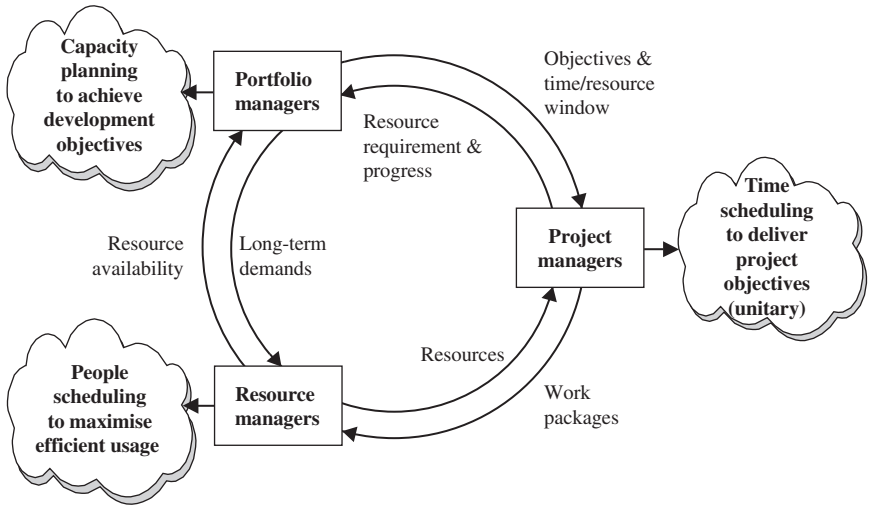 Capacity
planning
to achieve
development
objectives
Portfolio
managers
Objectives &
time/resource
window
Resource
requirement &
progress
Time
scheduling
to deliver
project
objectives
(unitary)
Project
managers
Resource
availability
Long-term
demands
People
scheduling
to maximise
efficient usage
Resource
managers
Resources
Work
packages